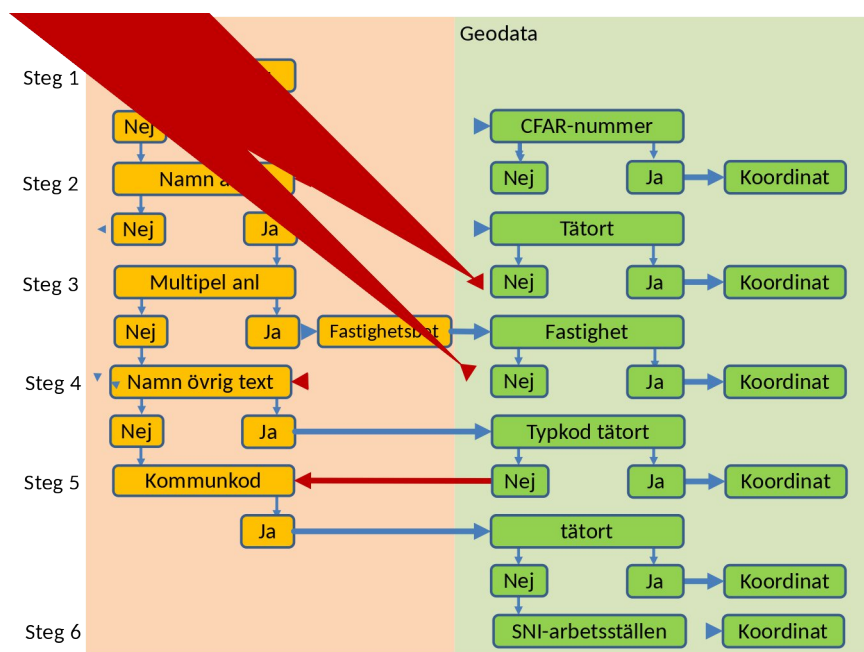 Geodata
Steg 1
Nej CFAR-nummer
Steg 2 Namn Nej Ja Koordinat
Nej Ja Tätort
Steg 3 Multipel anl Nej Ja Koordinat
Nej Ja Fastighetsbet Fastighet
Steg 4 Namn övrig text Nej Ja Koordinat
Nej Ja Typkod tätort
Steg 5 Kommunkod Nej Ja Koordinat
Ja tätort
Nej Ja Koordinat
Steg 6 SNI-arbetsställen Koordinat